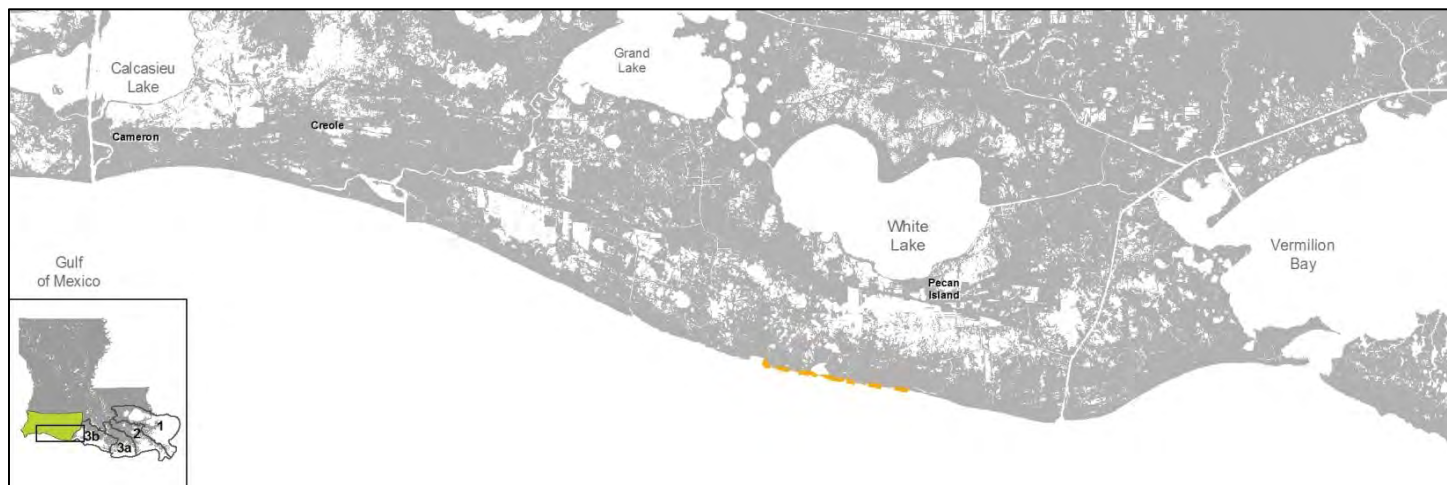 Grand
Lake
Calcasieu
Lake
Creole
Cameron
White
Lake
Vermilion
Bay
Gulf
of Mexico
Pecan
Island
1
2
3b
3a